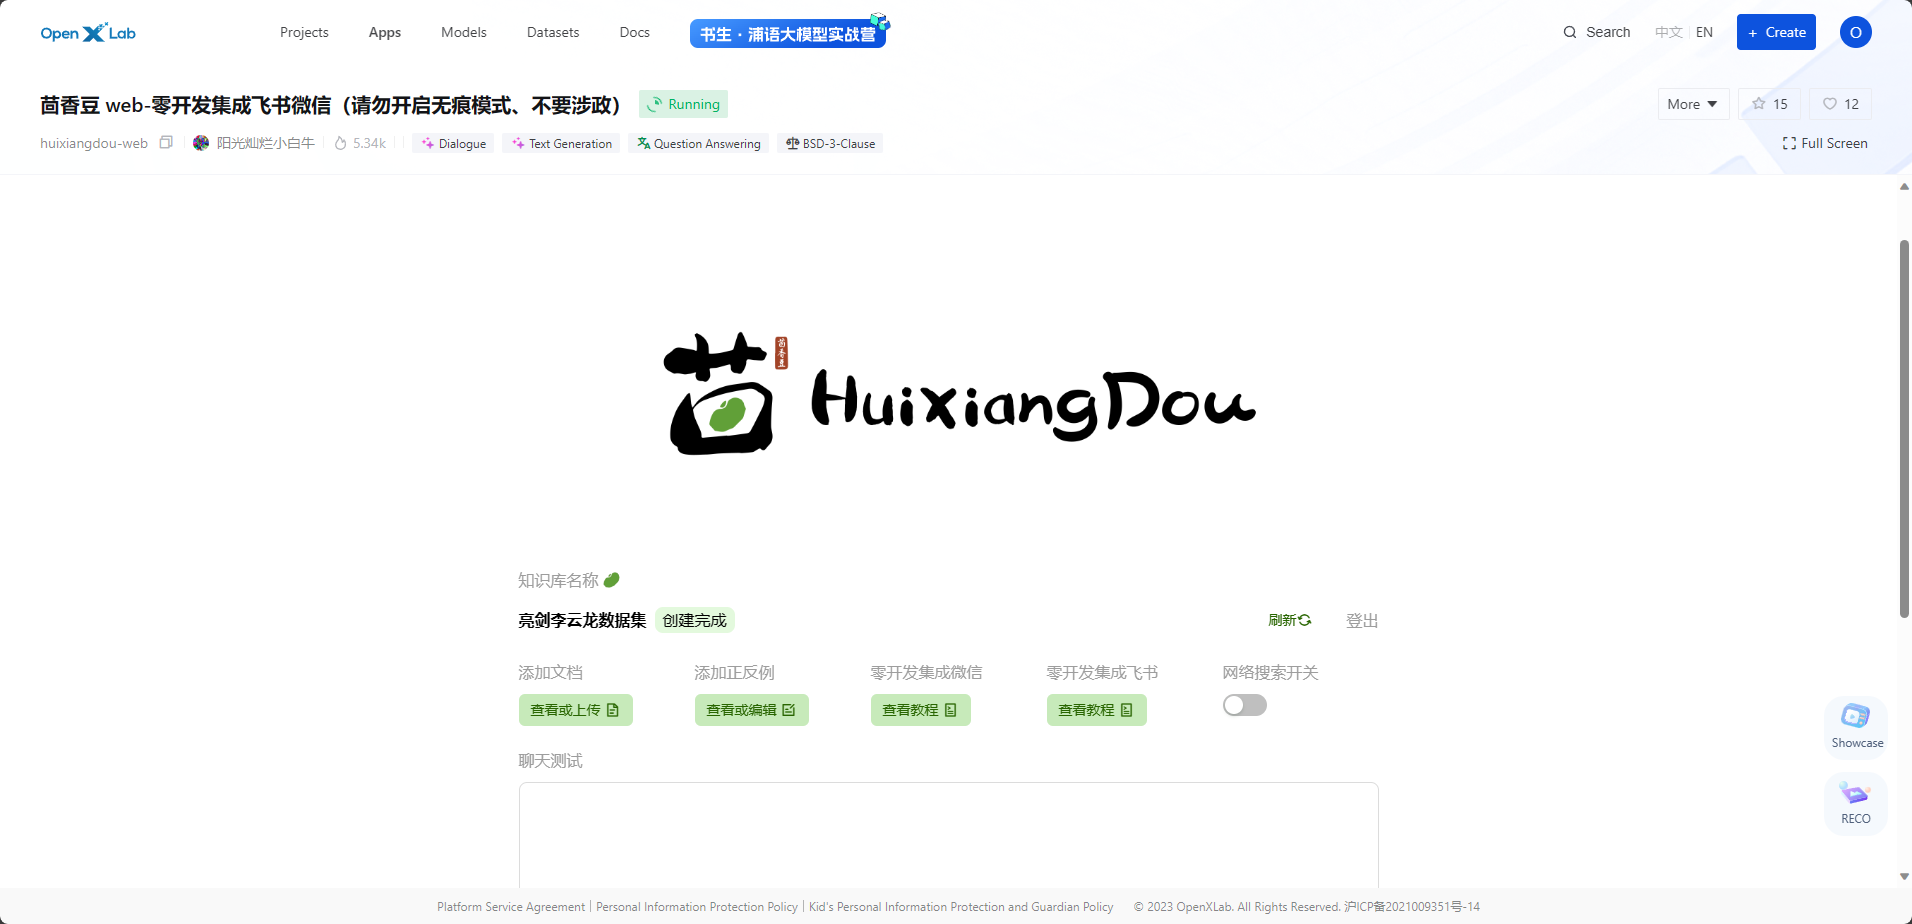 Open X Lab
Projects
Apps
Models
Datasets
Docs
书生·浦语大模型实战营
Search
中文
EN
+ Create
O
茴香豆 web-零开发集成飞书微信（请勿开启无痕模式、不要涉政）
Running
More
15
12
huixiangdou-web
阳光灿烂小白牛
5.34k
Dialogue
Text Generation
Question Answering
BSD-3-Clause
Full Screen
茴
茴香豆
HuixiangDou
知识库名称
亮剑李云龙数据集
创建完成
刷新
登出
添加文档
添加正反例
零开发集成微信
零开发集成飞书
网络搜索开关
查看或上传
查看或编辑
查看教程
查看教程
聊天测试
Showcase
RECO
Platform Service Agreement | Personal Information Protection Policy | Kid's Personal Information Protection and Guardian Policy
© 2023 OpenXLab. All Rights Reserved. 沪ICP备2021009351号-14